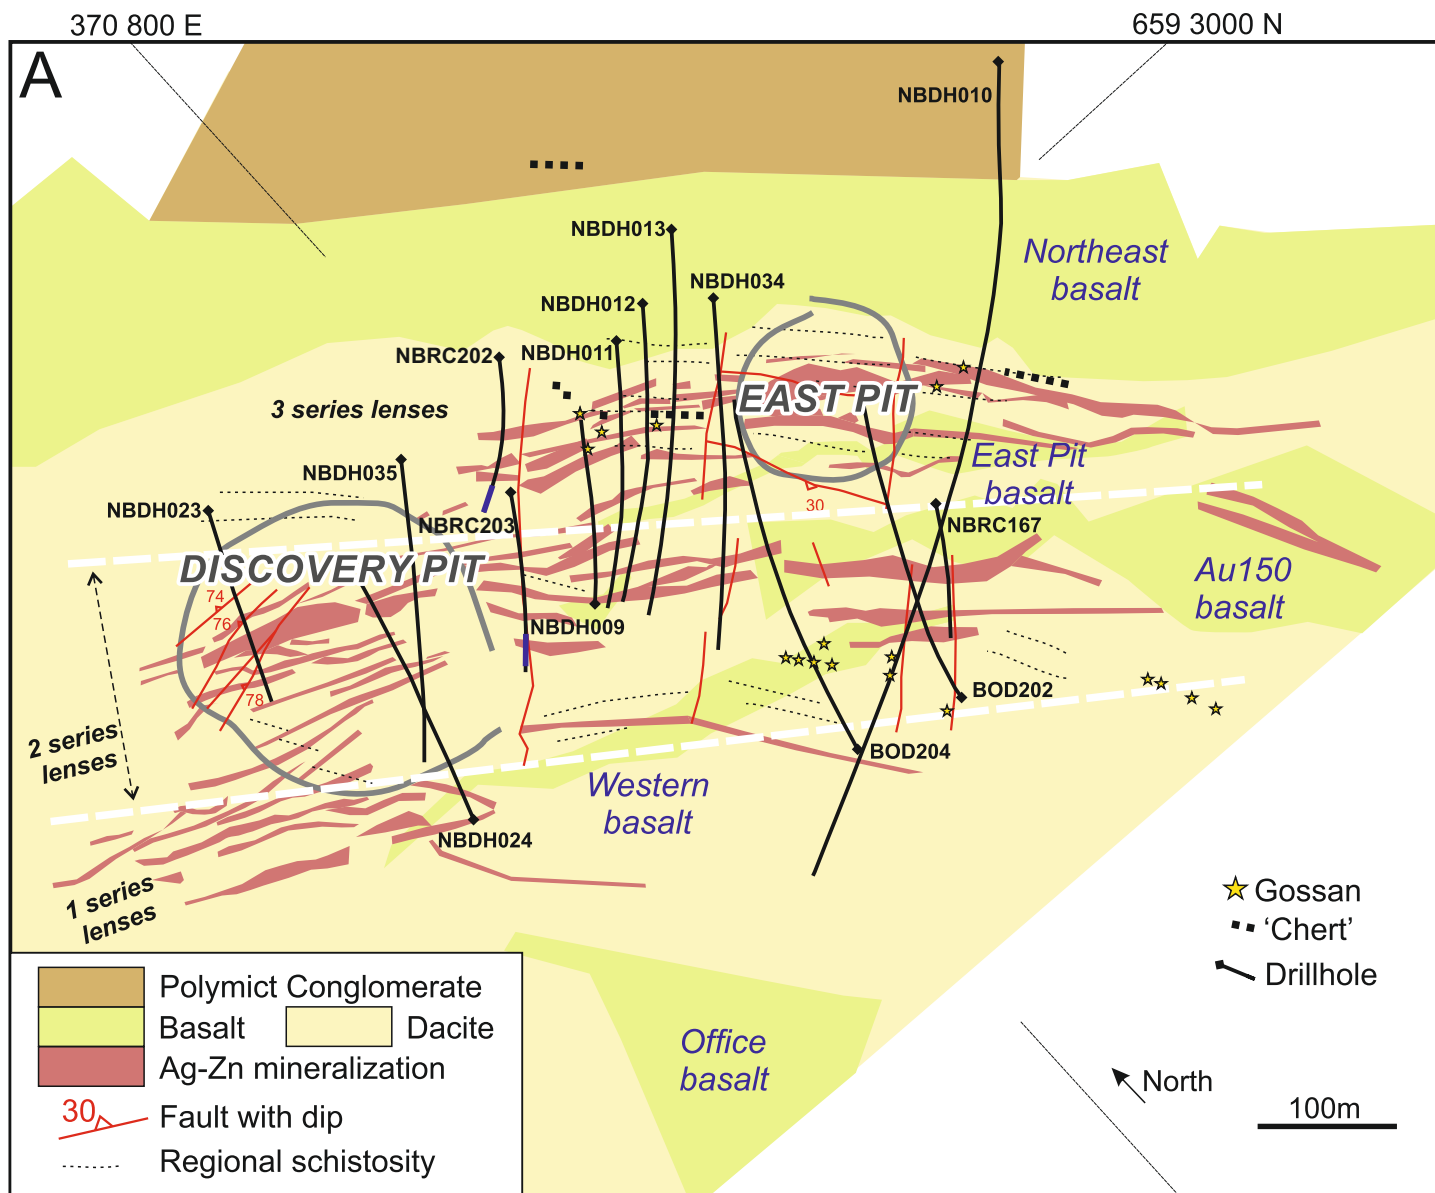 370 800 E
659 3000 N
A
NBDH010
NBDH013
Northeast
basalt
NBDH034
NBDH012
NBRC202
NBDH011
3 series lenses
EAST PIT
NBDH035
East Pit
basalt
NBDH023
30
NBRC203
NBRC167
DISCOVERY PIT
Au150
basalt
74
76
NBDH009
78
BOD202
2 series
lenses
BOD204
Western
basalt
NBDH024
1 series
lenses
Gossan
‘Chert’
Drillhole
Polymict Conglomerate
Basalt
Dacite
Ag-Zn mineralization
30
Fault with dip
Regional schistosity
Office
basalt
North
100m